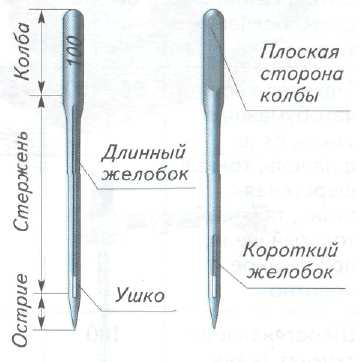 Колба
100
Стержень
Острие
Длинный
желобок
Ушко
Плоская
сторона
колбы
Короткий
желобок